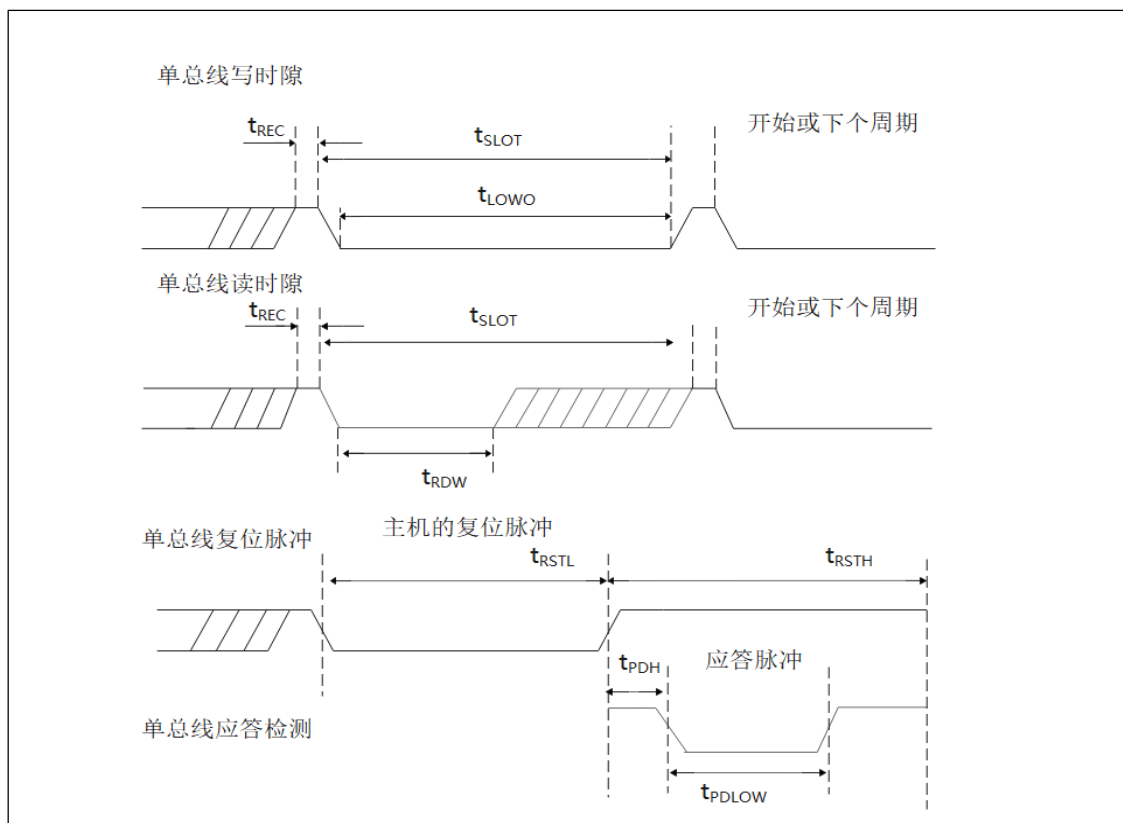 单总线写时隙
tREC
tSLOT
开始或下个周期
tLOWO
单总线读时隙
tREC
tSLOT
开始或下个周期
tRDW
主机的复位脉冲
单总线复位脉冲
tRSTL
tRSTH
tPDH
应答脉冲
单总线应答检测
tPDLOW